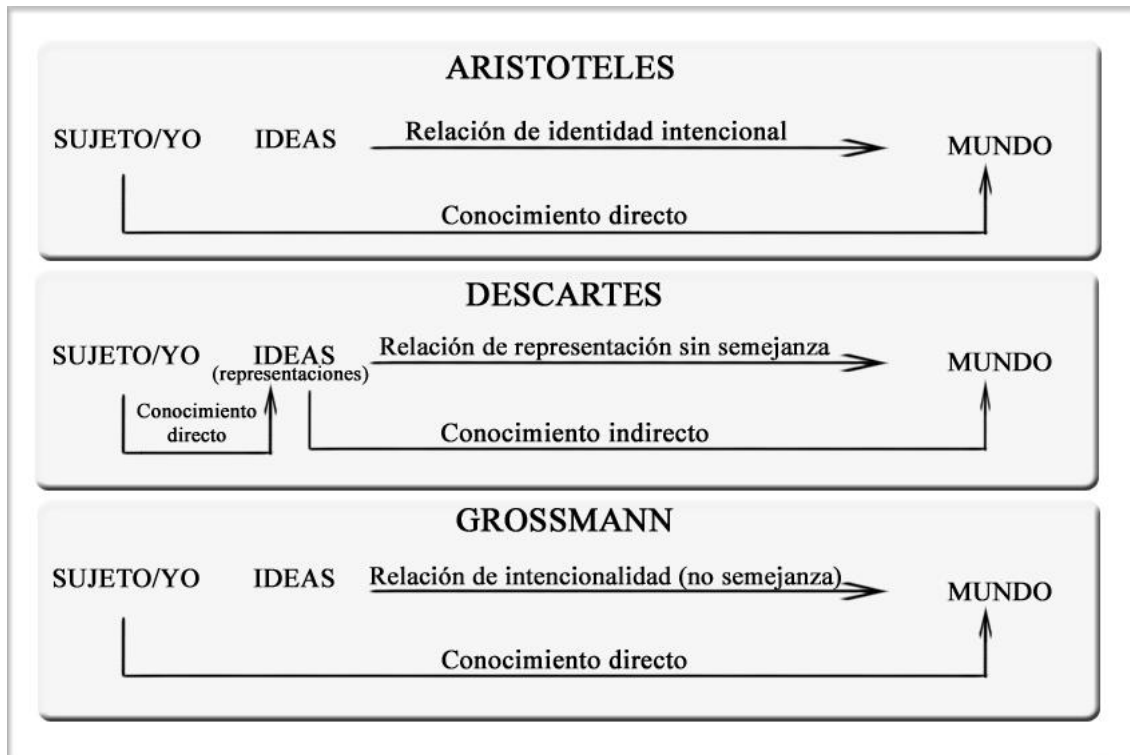 ARISTOTELES
SUJETO/YO IDEAS Relación de identidad intencional MUNDO
Conocimiento directo
DESCARTES
SUJETO/YO IDEAS Relación de representación sin semejanza MUNDO
(representaciones)
Conocimiento
directo
Conocimiento indirecto
GROSSMANN
SUJETO/YO IDEAS Relación de intencionalidad (no semejanza) MUNDO
Conocimiento directo